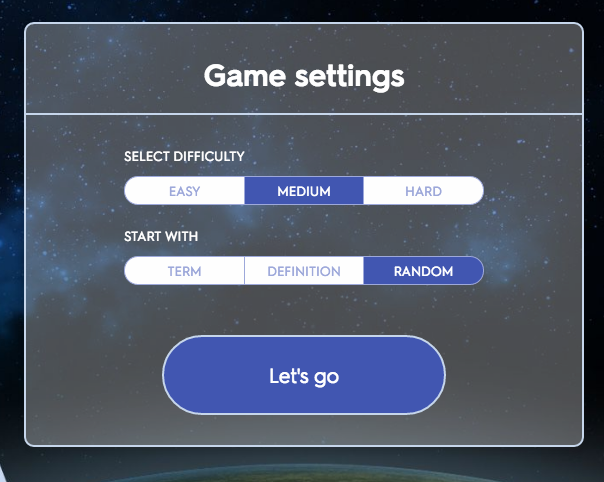 Game settings
SELECT DIFFICULTY
EASY MEDIUM HARD
START WITH
TERM DEFINITION RANDOM
Let's go